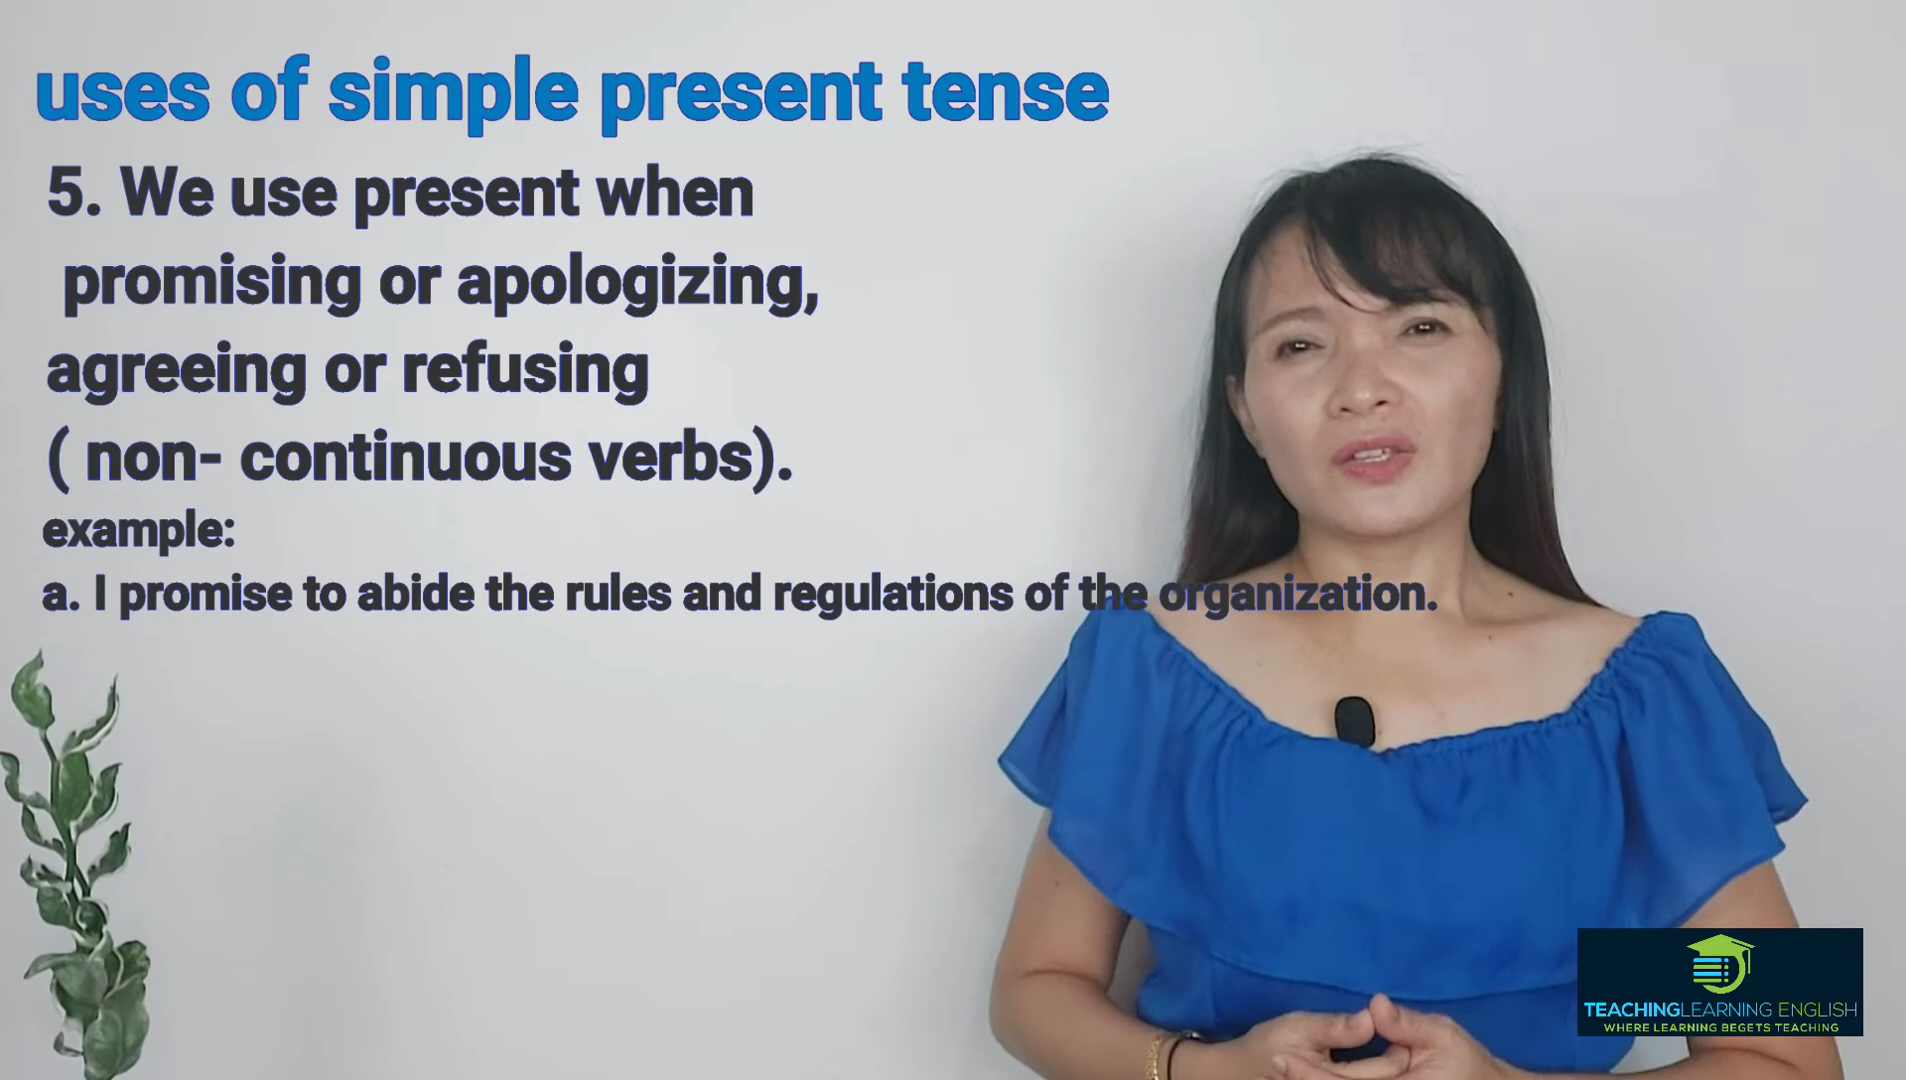 uses of simple present tense
5. We use present when
promising or apologizing,
agreeing or refusing
( non- continuous verbs).
example:
a. I promise to abide the rules and regulations of the organization.
TEACHINGLEARNING ENGLISH
WHERE LEARNING BEGETS TEACHING